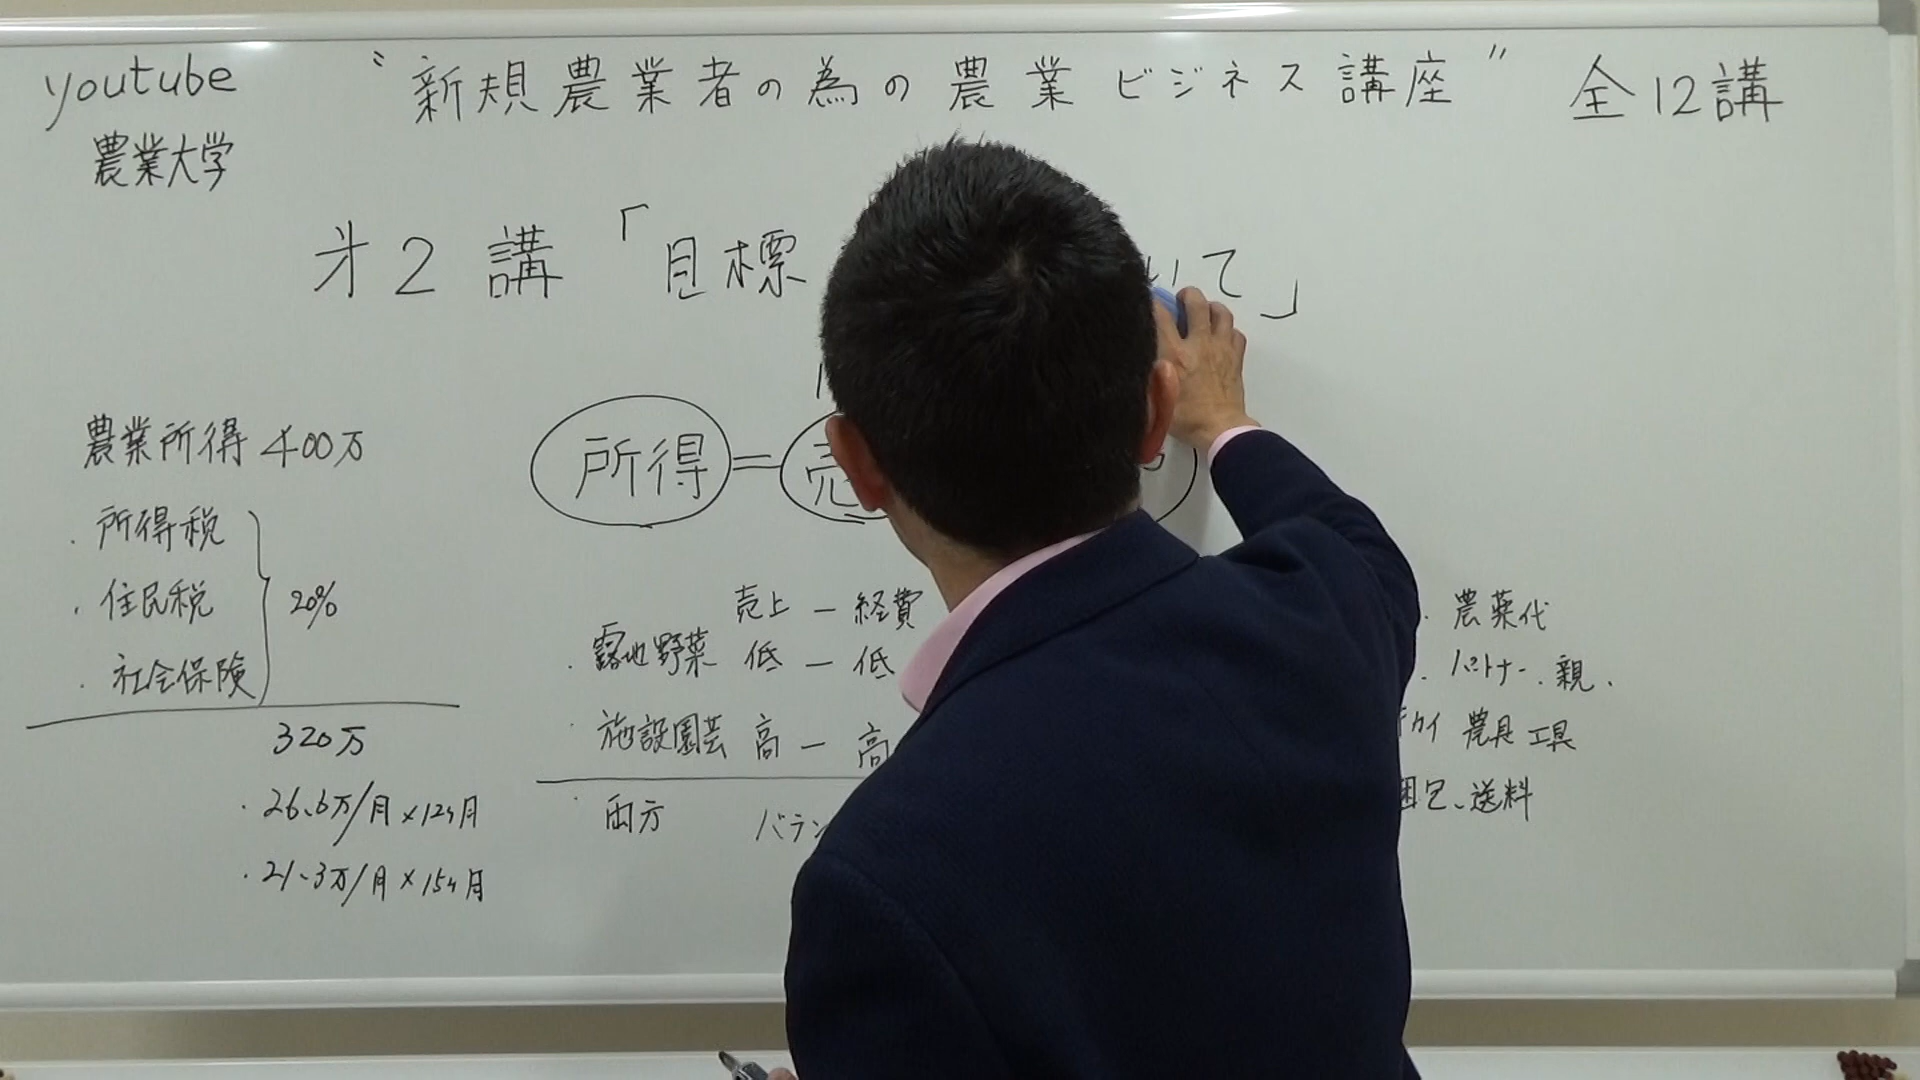 youtube
農業大学
〝新規農業者の為の農業ビジネス講座〟 全12講
才2講「目標 いて」
農業所得 400万
・所得税
・住民税 20%
・社会保険
320万
・26.6万/月×12ヶ月
・21.3万/月×15ヶ月
所得=売
売上 ー 経費
・露地野菜 低 ー 低
・施設園芸 高 ー 高
・両方 バラン
・農薬代
・パートナー、親、
農具 工具
梱包、送料